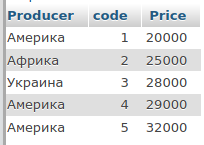 Producer code Price
Америка 1 20000
Африка 2 25000
Украина 3 28000
Америка 4 29000
Америка 5 32000